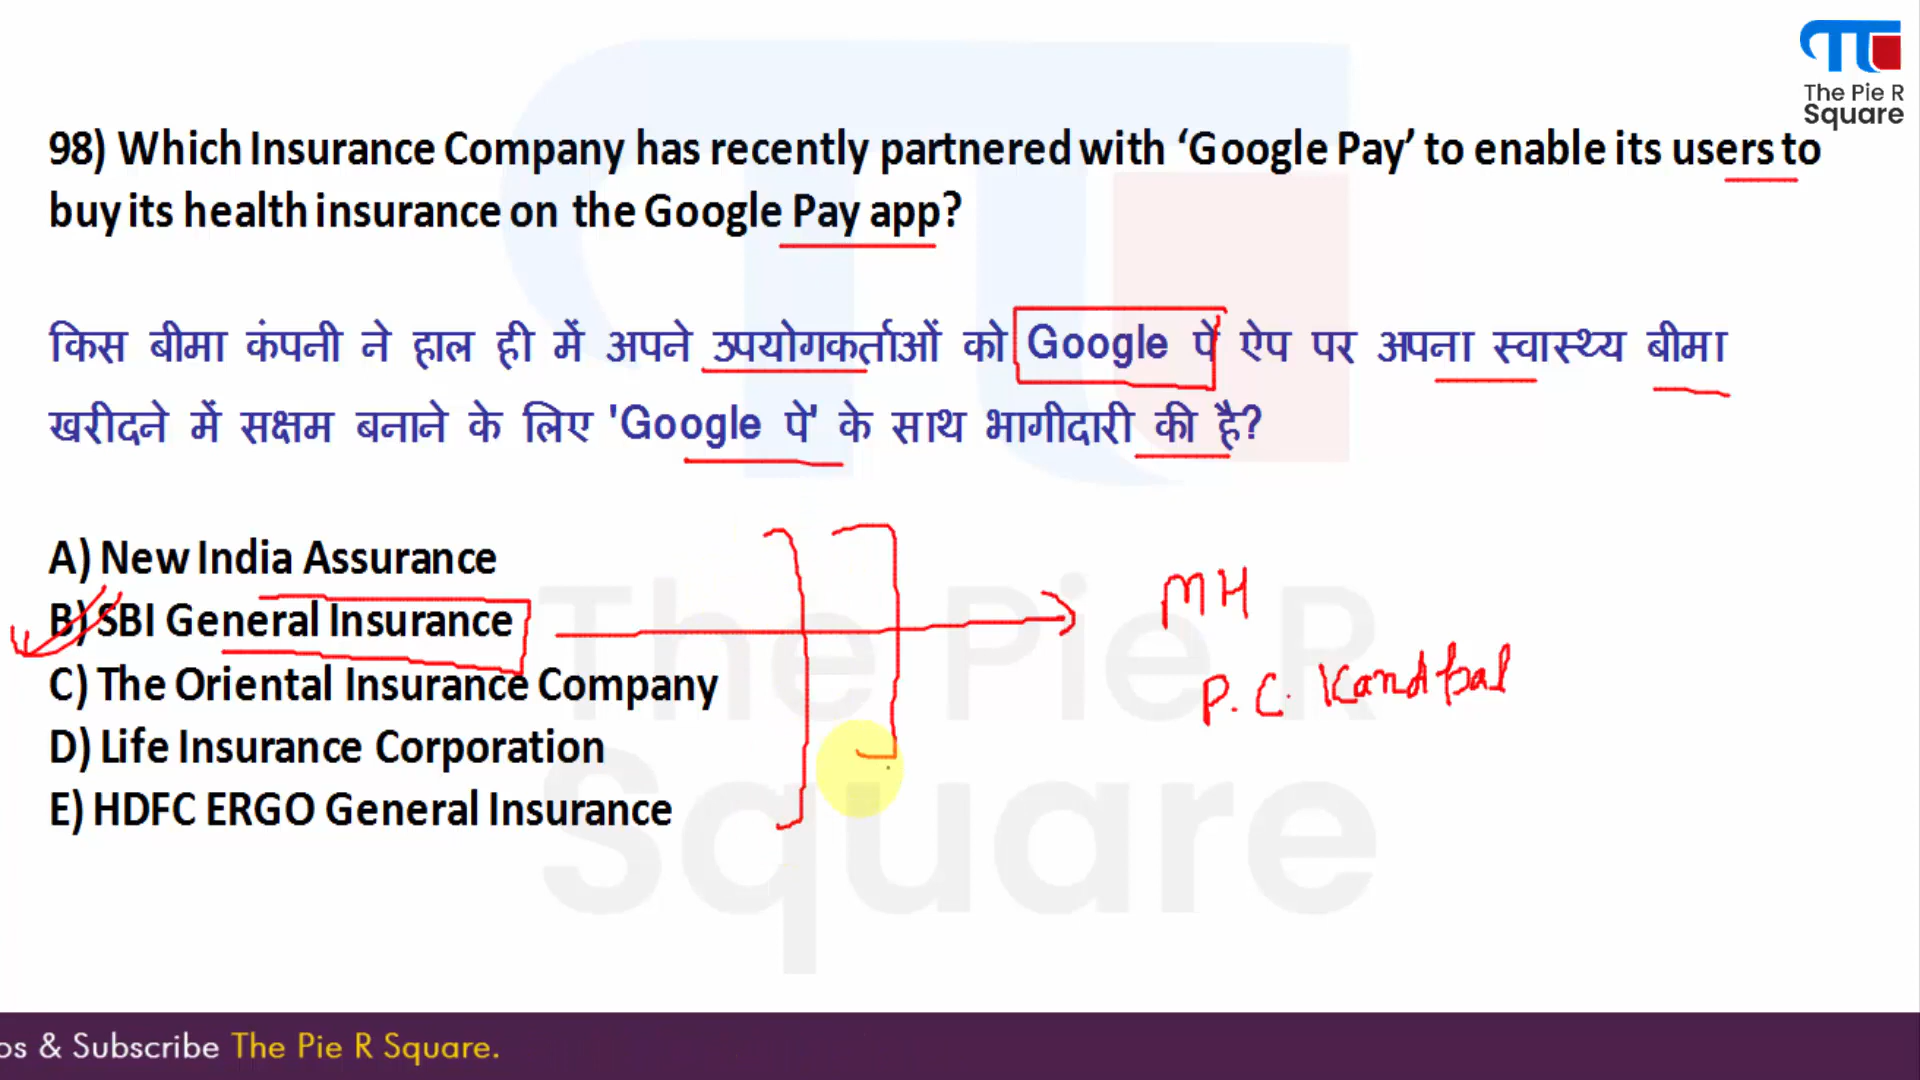 The Pie R
Square
98) Which Insurance Company has recently partnered with ‘Google Pay’ to enable its users to
buy its health insurance on the Google Pay app?
किस बीमा कंपनी ने हाल ही में अपने उपयोगकर्ताओं को Google पे ऐप पर अपना स्वास्थ्य बीमा
खरीदने में सक्षम बनाने के लिए 'Google पे' के साथ भागीदारी की है?
A) New India Assurance
B) SBI General Insurance
C) The Oriental Insurance Company
D) Life Insurance Corporation
E) HDFC ERGO General Insurance
MH
P. C. Kandpal
The Pie R
Square
os & Subscribe The Pie R Square.